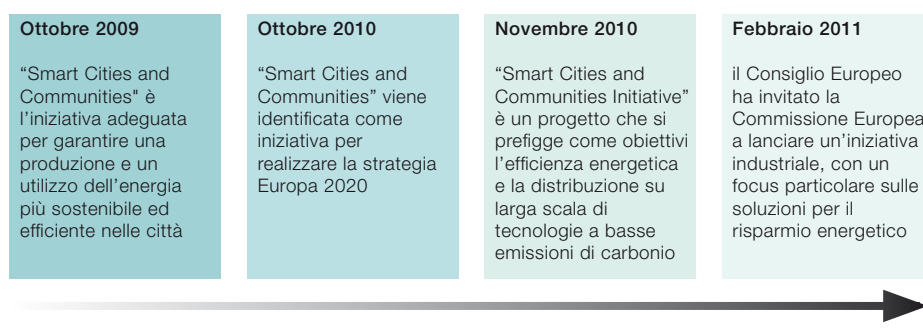 Ottobre 2009
“Smart Cities and
Communities" è
l’iniziativa adeguata
per garantire una
produzione e un
utilizzo dell’energia
più sostenibile ed
efficiente nelle città
Ottobre 2010
“Smart Cities and
Communities” viene
identificata come
iniziativa per
realizzare la strategia
Europa 2020
Novembre 2010
“Smart Cities and
Communities Initiative”
è un progetto che si
prefigge come obiettivi
l’efficienza energetica
e la distribuzione su
larga scala di
tecnologie a basse
emissioni di carbonio
Febbraio 2011
il Consiglio Europeo
ha invitato la
Commissione Europea
a lanciare un’iniziativa
industriale, con un
focus particolare sulle
soluzioni per il
risparmio energetico